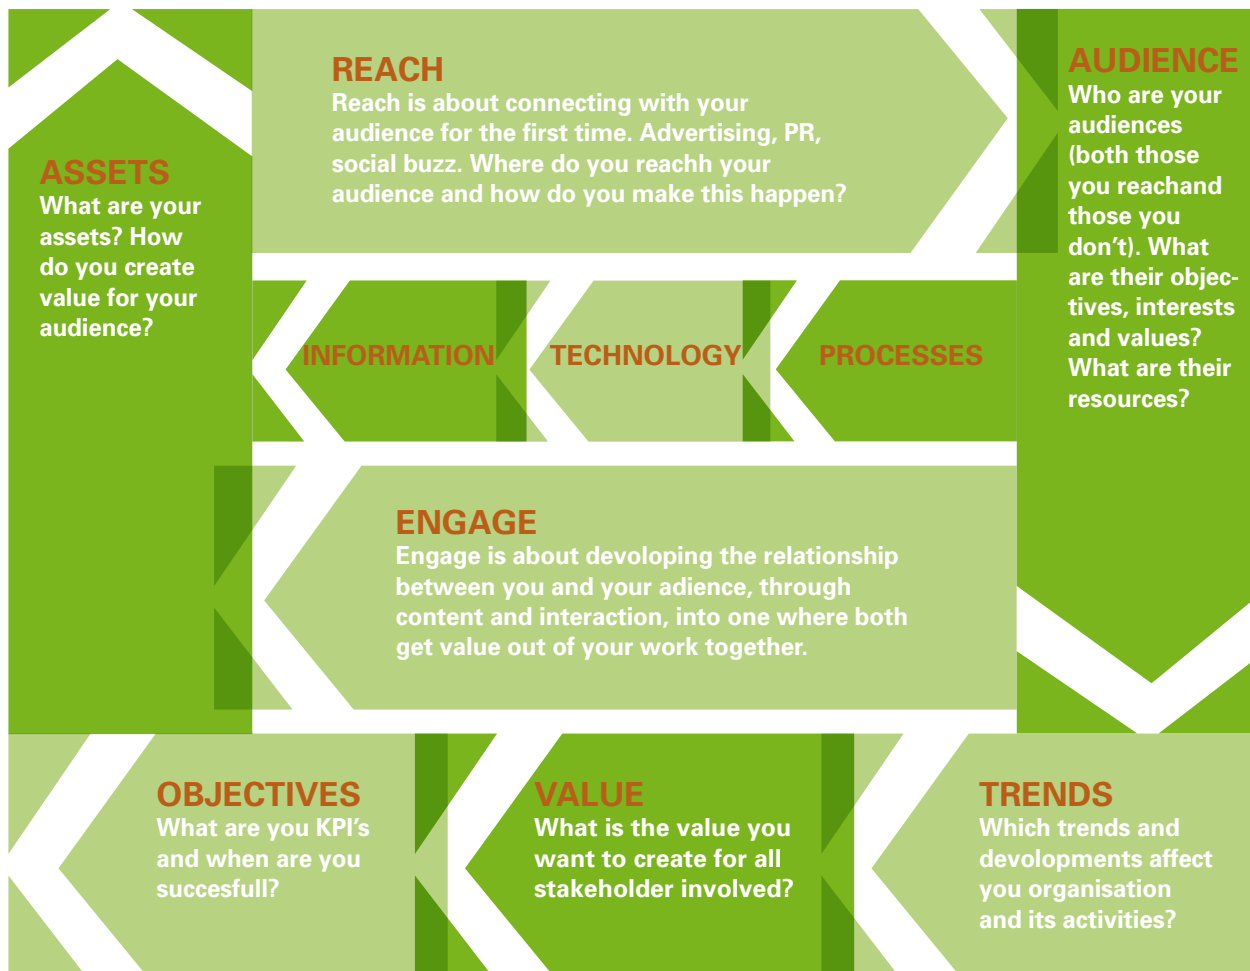 REACH
Reach is about connecting with your
audience for the first time. Advertising, PR,
social buzz. Where do you reachh your
audience and how do you make this happen?
AUDIENCE
Who are your
audiences
(both those
you reachand
those you
don't). What
are their objec-
tives, interests
and values?
What are their
resources?
ASSETS
What are your
assets? How
do you create
value for your
audience?
INFORMATION
TECHNOLOGY
PROCESSES
ENGAGE
Engage is about devoloping the relationship
between you and your adience, through
content and interaction, into one where both
get value out of your work together.
OBJECTIVES
What are you KPI's
and when are you
succesfull?
VALUE
What is the value you
want to create for all
stakeholder involved?
TRENDS
Which trends and
devolopments affect
you organisation
and its activities?